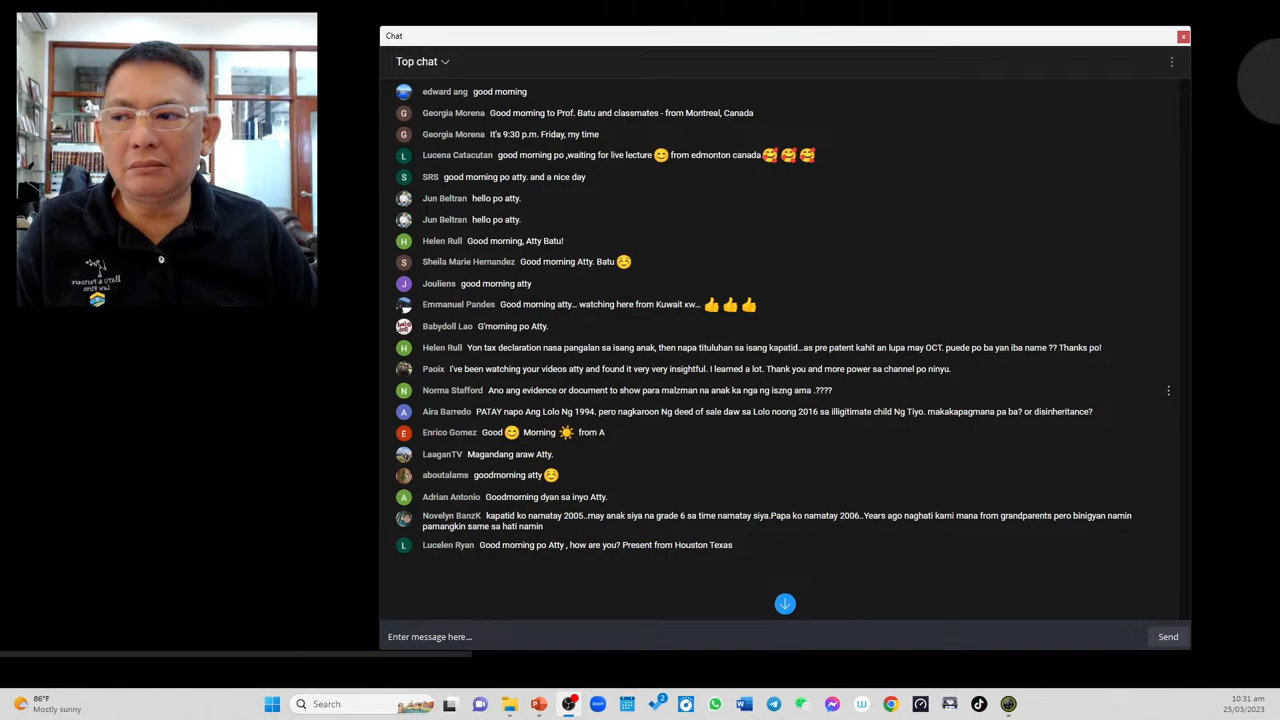 Chat
Top chat
edward ang good morning
Georgia Morena Good morning to Prof. Batu and classmates - from Montreal, Canada
Georgia Morena It's 9:30 p.m. Friday, my time
L Lucena Catacutan good morning po ,waiting for live lecture 😊 from edmonton canada 🥰 🥰 🥰
S SRS good morning po atty. and a nice day
Jun Beltran hello po atty.
Jun Beltran hello po atty.
H Helen Rull Good morning, Atty Batu!
S Sheila Marie Hernandez Good morning Atty. Batu ☺️
J Jouliens good morning atty
Emmanuel Pandes Good morning atty... watching here from Kuwait kw... 👍 👍 👍
Babydoll Lao G'morning po Atty.
H Helen Rull Yon tax declaration nasa pangalan sa isang anak, then napa tituluhan sa isang kapatid...as pre patent kahit an lupa may OCT. puede po ba yan iba name ?? Thanks po!
P Paoix I've been watching your videos atty and found it very very insightful. I learned a lot. Thank you and more power sa channel po ninyu.
N Norma Stafford Ano ang evidence or document to show para malzman na anak ka nga ng iszng ama .????
A Aira Barredo PATAY napo Ang Lolo Ng 1994. pero nagkaroon Ng deed of sale daw sa Lolo noong 2016 sa illigitimate child Ng Tiyo. makakapagmana pa ba? or disinheritance?
E Enrico Gomez Good 😊 Morning ☀️ from A
LaaganTV Magandang araw Atty.
aboutalams goodmorning atty ☺️
A Adrian Antonio Goodmorning dyan sa inyo Atty.
Novelyn BanzK kapatid ko namatay 2005..may anak siya na grade 6 sa time namatay siya.Papa ko namatay 2006..Years ago naghati kami mana from grandparents pero binigyan namin
pamangkin same sa hati namin
L Lucelen Ryan Good morning po Atty , how are you? Present from Houston Texas
Enter message here...
Send
BATU & PARTNERS
Law Firm
86°F
Mostly sunny
Search
2
10:31 am
25/03/2023